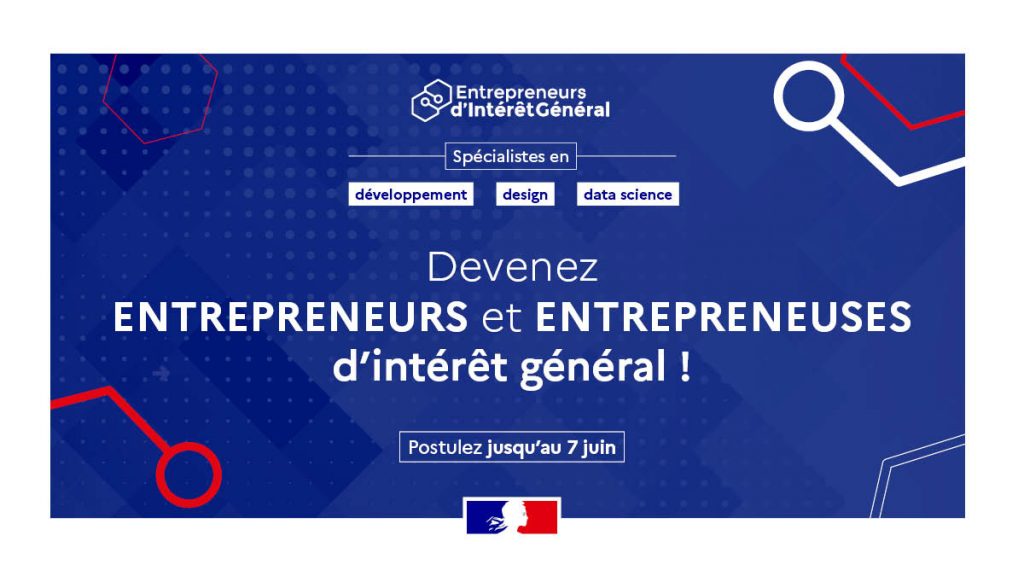 Entrepreneurs
d'IntérêtGénéral
Spécialistes en
développement design data science
Devenez
ENTREPRENEURS et ENTREPRENEUSES
d'intérêt général !
Postulez jusqu'au 7 juin